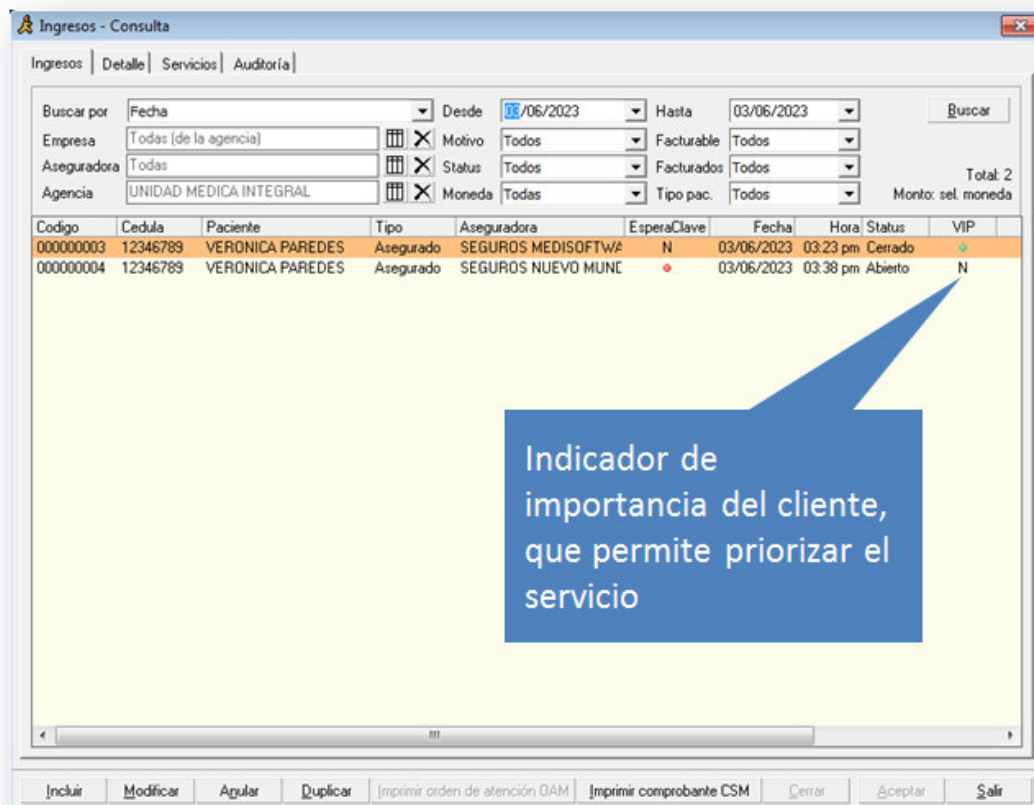 Ingresos - Consulta
Ingresos Detalle Servicios Auditoría
Buscar por Fecha Desde 03/06/2023 Hasta 03/06/2023 Buscar
Empresa Todas (de la agencia) Motivo Todos Facturable Todos
Aseguradora Todas Status Todos Facturados Todos Total: 2
Agencia UNIDAD MEDICA INTEGRAL Moneda Todas Tipo pac. Todos Monto: sel. moneda
Codigo Cedula Paciente Tipo Aseguradora EsperaClave Fecha Hora Status VIP
000000003 12346789 VERONICA PAREDES Asegurado SEGUROS MEDISOFTWA N 03/06/2023 03:23 pm Cerrado
000000004 12346789 VERONICA PAREDES Asegurado SEGUROS NUEVO MUND 03/06/2023 03:38 pm Abierto N
Indicador de
importancia del cliente,
que permite priorizar el
servicio
Incluir Modificar Anular Duplicar Imprimir orden de atención OAM Imprimir comprobante CSM Cerrar Aceptar Salir